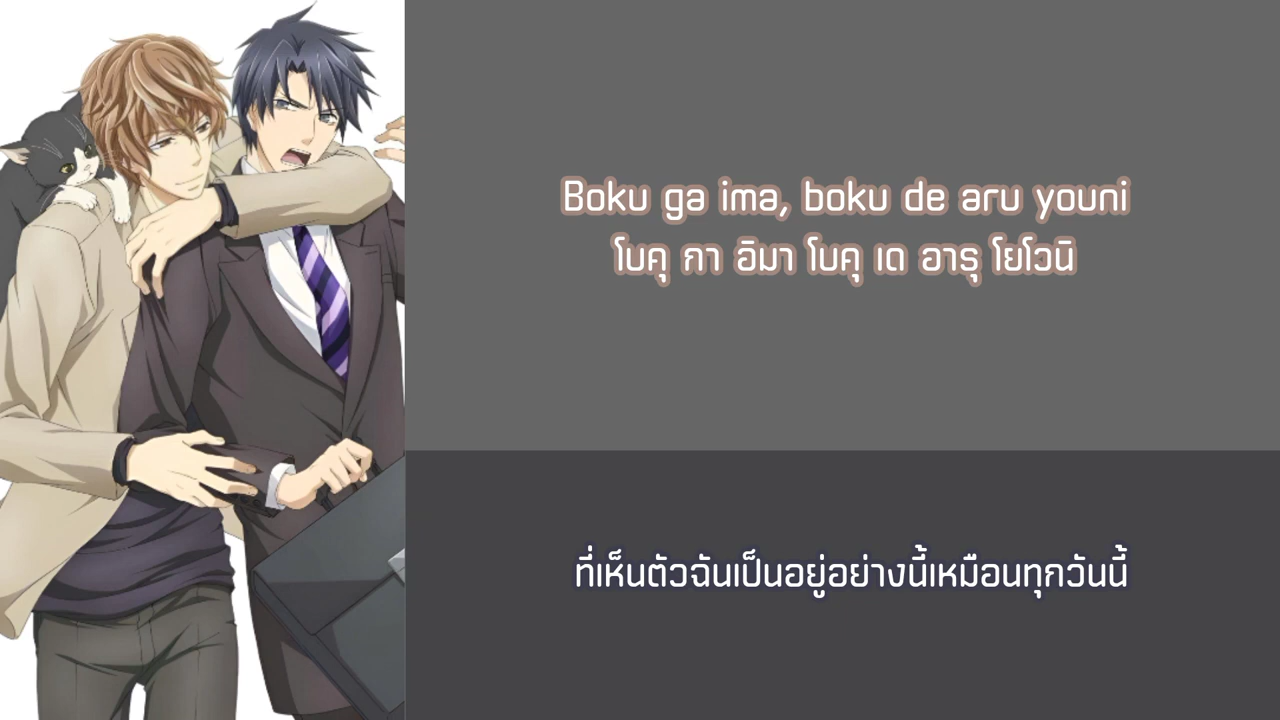 Boku ga ima, boku de aru youni
โบคุ กา อิมา โบคุ เด อารุ โยโวนิ
ที่เห็นตัวฉันเป็นอยู่อย่างนี้เหมือนทุกวันนี้